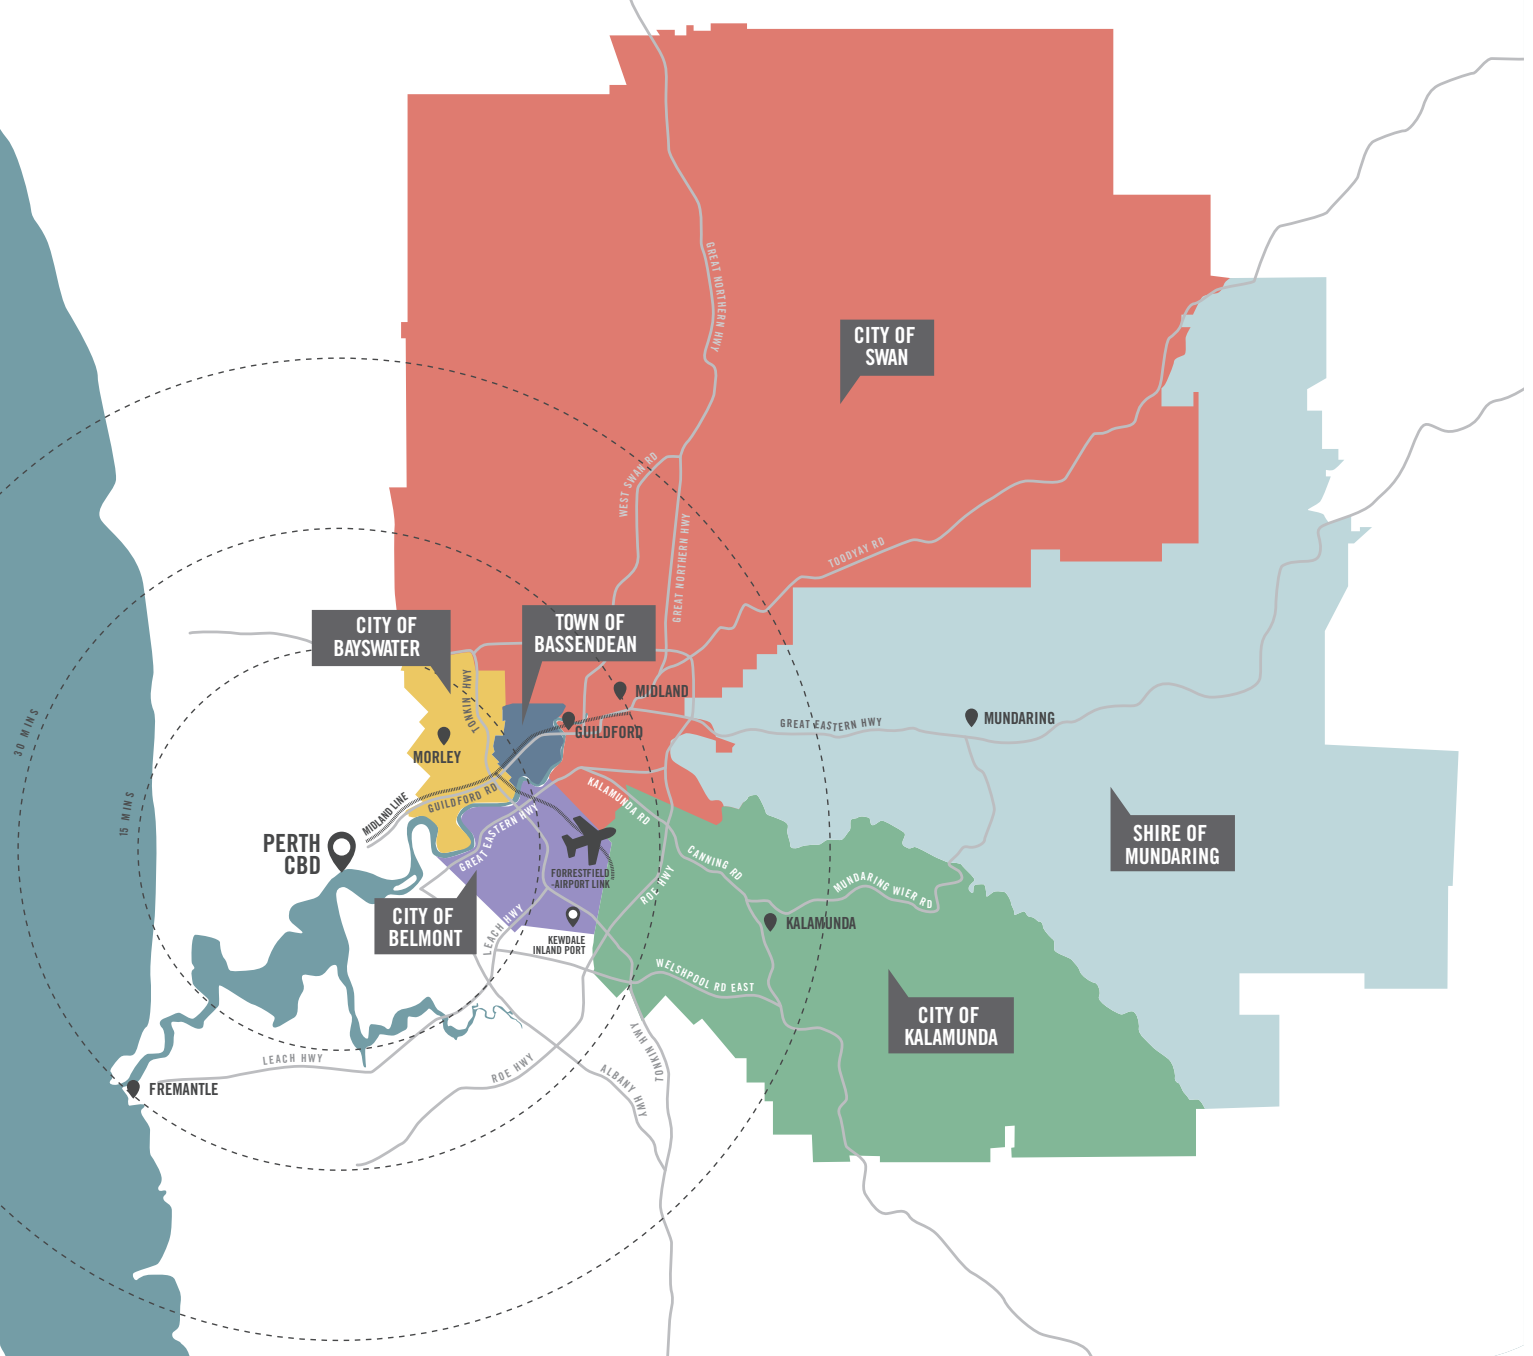 GREAT NORTHERN HWY
CITY OF
SWAN
WEST SWAN RD
GREAT NORTHERN HWY
TOODYAY RD
CITY OF
BAYSWATER
TOWN OF
BASSENDEAN
TONKIN HWY
MIDLAND
GUILDFORD
MORLEY
GREAT EASTERN HWY
MUNDARING
30 MINS
15 MINS
MIDLAND LINE
GUILDFORD RD
KALAMUNDA RD
PERTH
CBD
GREAT EASTERN HWY
FORRESTFIELD
-AIRPORT LINK
CANNING RD
ROE HWY
MUNDARING WIER RD
SHIRE OF
MUNDARING
CITY OF
BELMONT
LEACH HWY
KEWDALE
INLAND PORT
KALAMUNDA
WELSHPOOL RD EAST
CITY OF
KALAMUNDA
LEACH HWY
ROE HWY
ALBANY HWY
TONKIN HWY
FREMANTLE